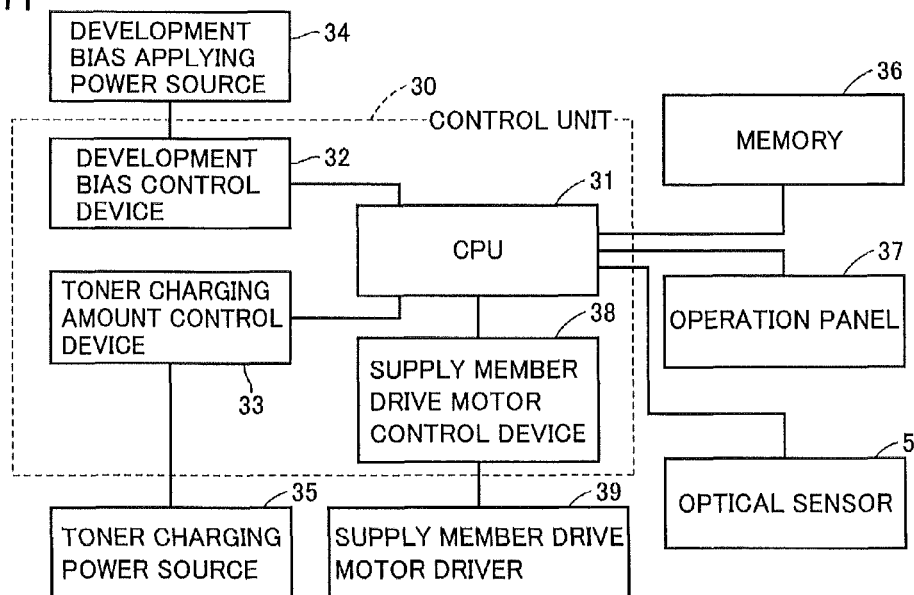 DEVELOPMENT
BIAS APPLYING
POWER SOURCE
34
30
CONTROL UNIT
36
MEMORY
DEVELOPMENT
BIAS CONTROL
DEVICE
32
31
CPU
37
OPERATION PANEL
TONER CHARGING
AMOUNT CONTROL
DEVICE
33
38
SUPPLY MEMBER
DRIVE MOTOR
CONTROL DEVICE
5
OPTICAL SENSOR
35
TONER CHARGING
POWER SOURCE
39
SUPPLY MEMBER DRIVE
MOTOR DRIVER